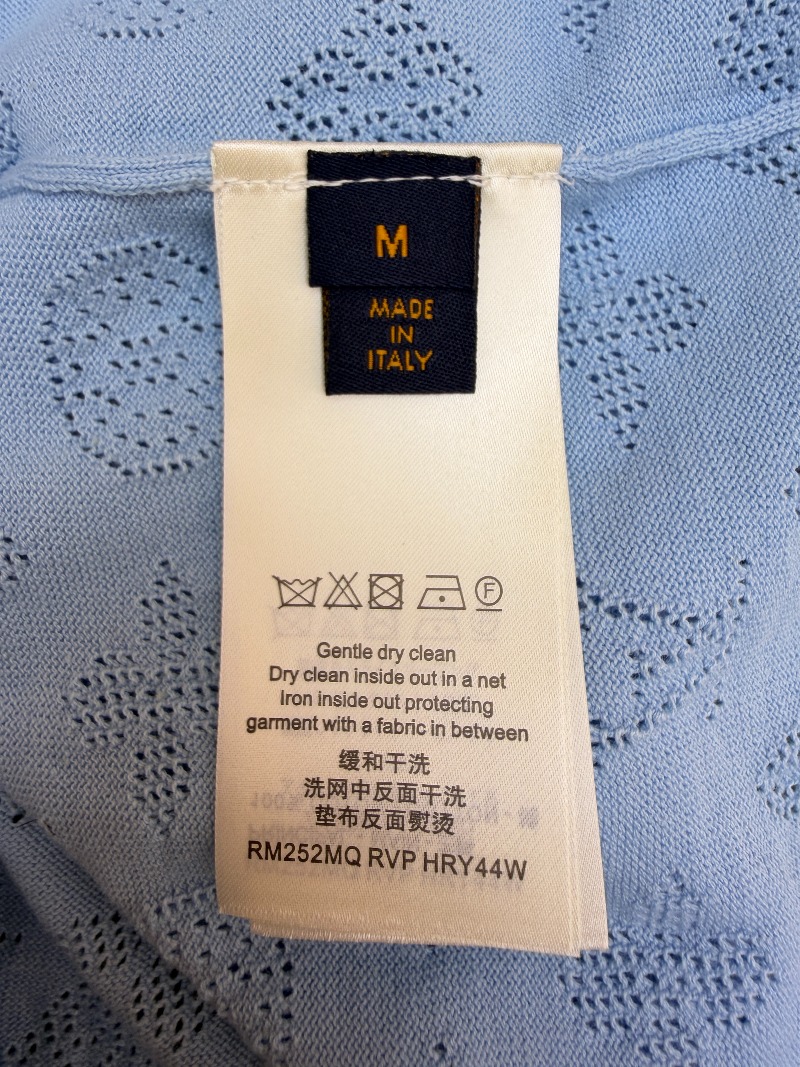 M
MADE
IN
ITALY
F
Gentle dry clean
Dry clean inside out in a net
Iron inside out protecting
garment with a fabric in between
缓和干洗
洗网中反面干洗
垫布反面熨烫
RM252MQ RVP HRY44W